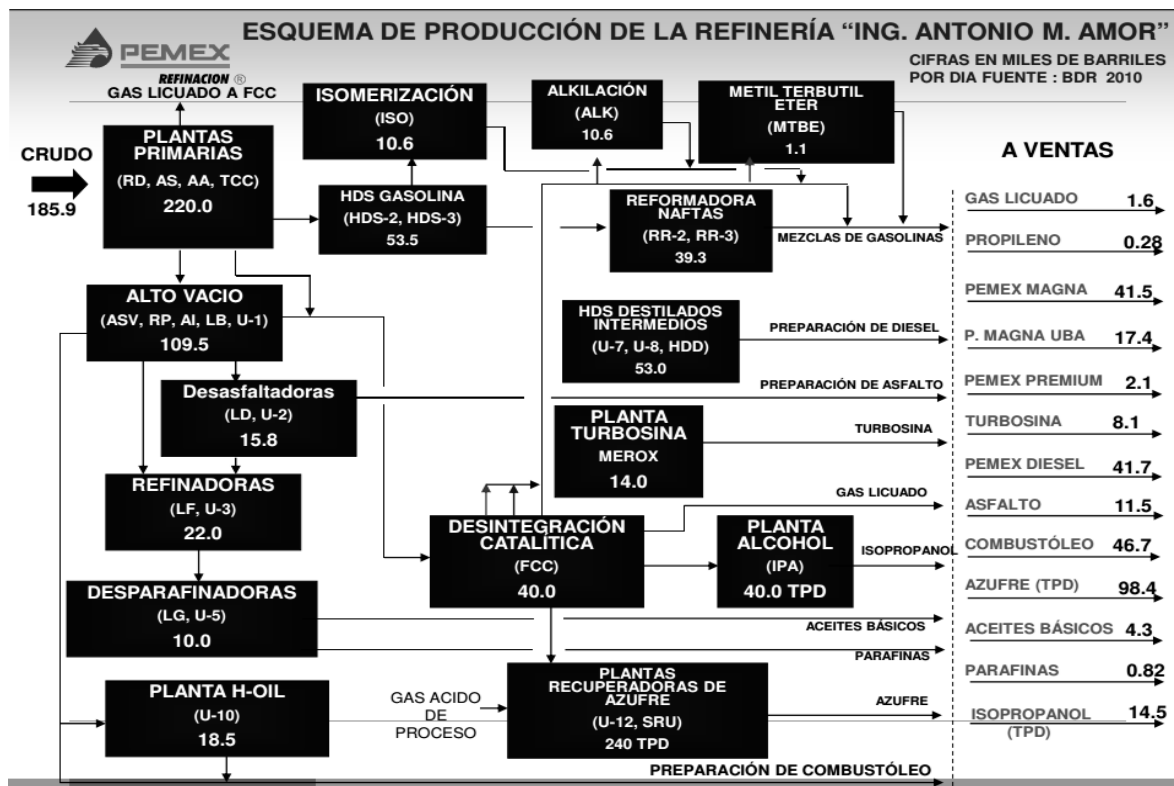 ESQUEMA DE PRODUCCIÓN DE LA REFINERÍA “ING. ANTONIO M. AMOR”
PEMEX
REFINACION ®
CIFRAS EN MILES DE BARRILES
POR DIA FUENTE : BDR 2010
GAS LICUADO A FCC
CRUDO
185.9
PLANTAS
PRIMARIAS
(RD, AS, AA, TCC)
220.0
ISOMERIZACIÓN
(ISO)
10.6
ALKILACIÓN
(ALK)
10.6
METIL TERBUTIL
ETER
(MTBE)
1.1
HDS GASOLINA
(HDS-2, HDS-3)
53.5
REFORMADORA
NAFTAS
(RR-2, RR-3)
39.3
MEZCLAS DE GASOLINAS
ALTO VACIO
(ASV, RP, AI, LB, U-1)
109.5
HDS DESTILADOS
INTERMEDIOS
(U-7, U-8, HDD)
53.0
PREPARACIÓN DE DIESEL
Desasfaltadoras
(LD, U-2)
15.8
PREPARACIÓN DE ASFALTO
PLANTA
TURBOSINA
MEROX
14.0
TURBOSINA
REFINADORAS
(LF, U-3)
22.0
DESINTEGRACIÓN
CATALÍTICA
(FCC)
40.0
GAS LICUADO
PLANTA
ALCOHOL
(IPA)
40.0 TPD
ISOPROPANOL
DESPARAFINADORAS
(LG, U-5)
10.0
ACEITES BÁSICOS
PARAFINAS
PLANTA H-OIL
(U-10)
18.5
GAS ACIDO
DE
PROCESO
PLANTAS
RECUPERADORAS DE
AZUFRE
(U-12, SRU)
240 TPD
AZUFRE
PREPARACIÓN DE COMBUSTÓLEO
A VENTAS
GAS LICUADO 1.6
PROPILENO 0.28
PEMEX MAGNA 41.5
P. MAGNA UBA 17.4
PEMEX PREMIUM 2.1
TURBOSINA 8.1
PEMEX DIESEL 41.7
ASFALTO 11.5
COMBUSTÓLEO 46.7
AZUFRE (TPD) 98.4
ACEITES BÁSICOS 4.3
PARAFINAS 0.82
ISOPROPANOL 14.5
(TPD)